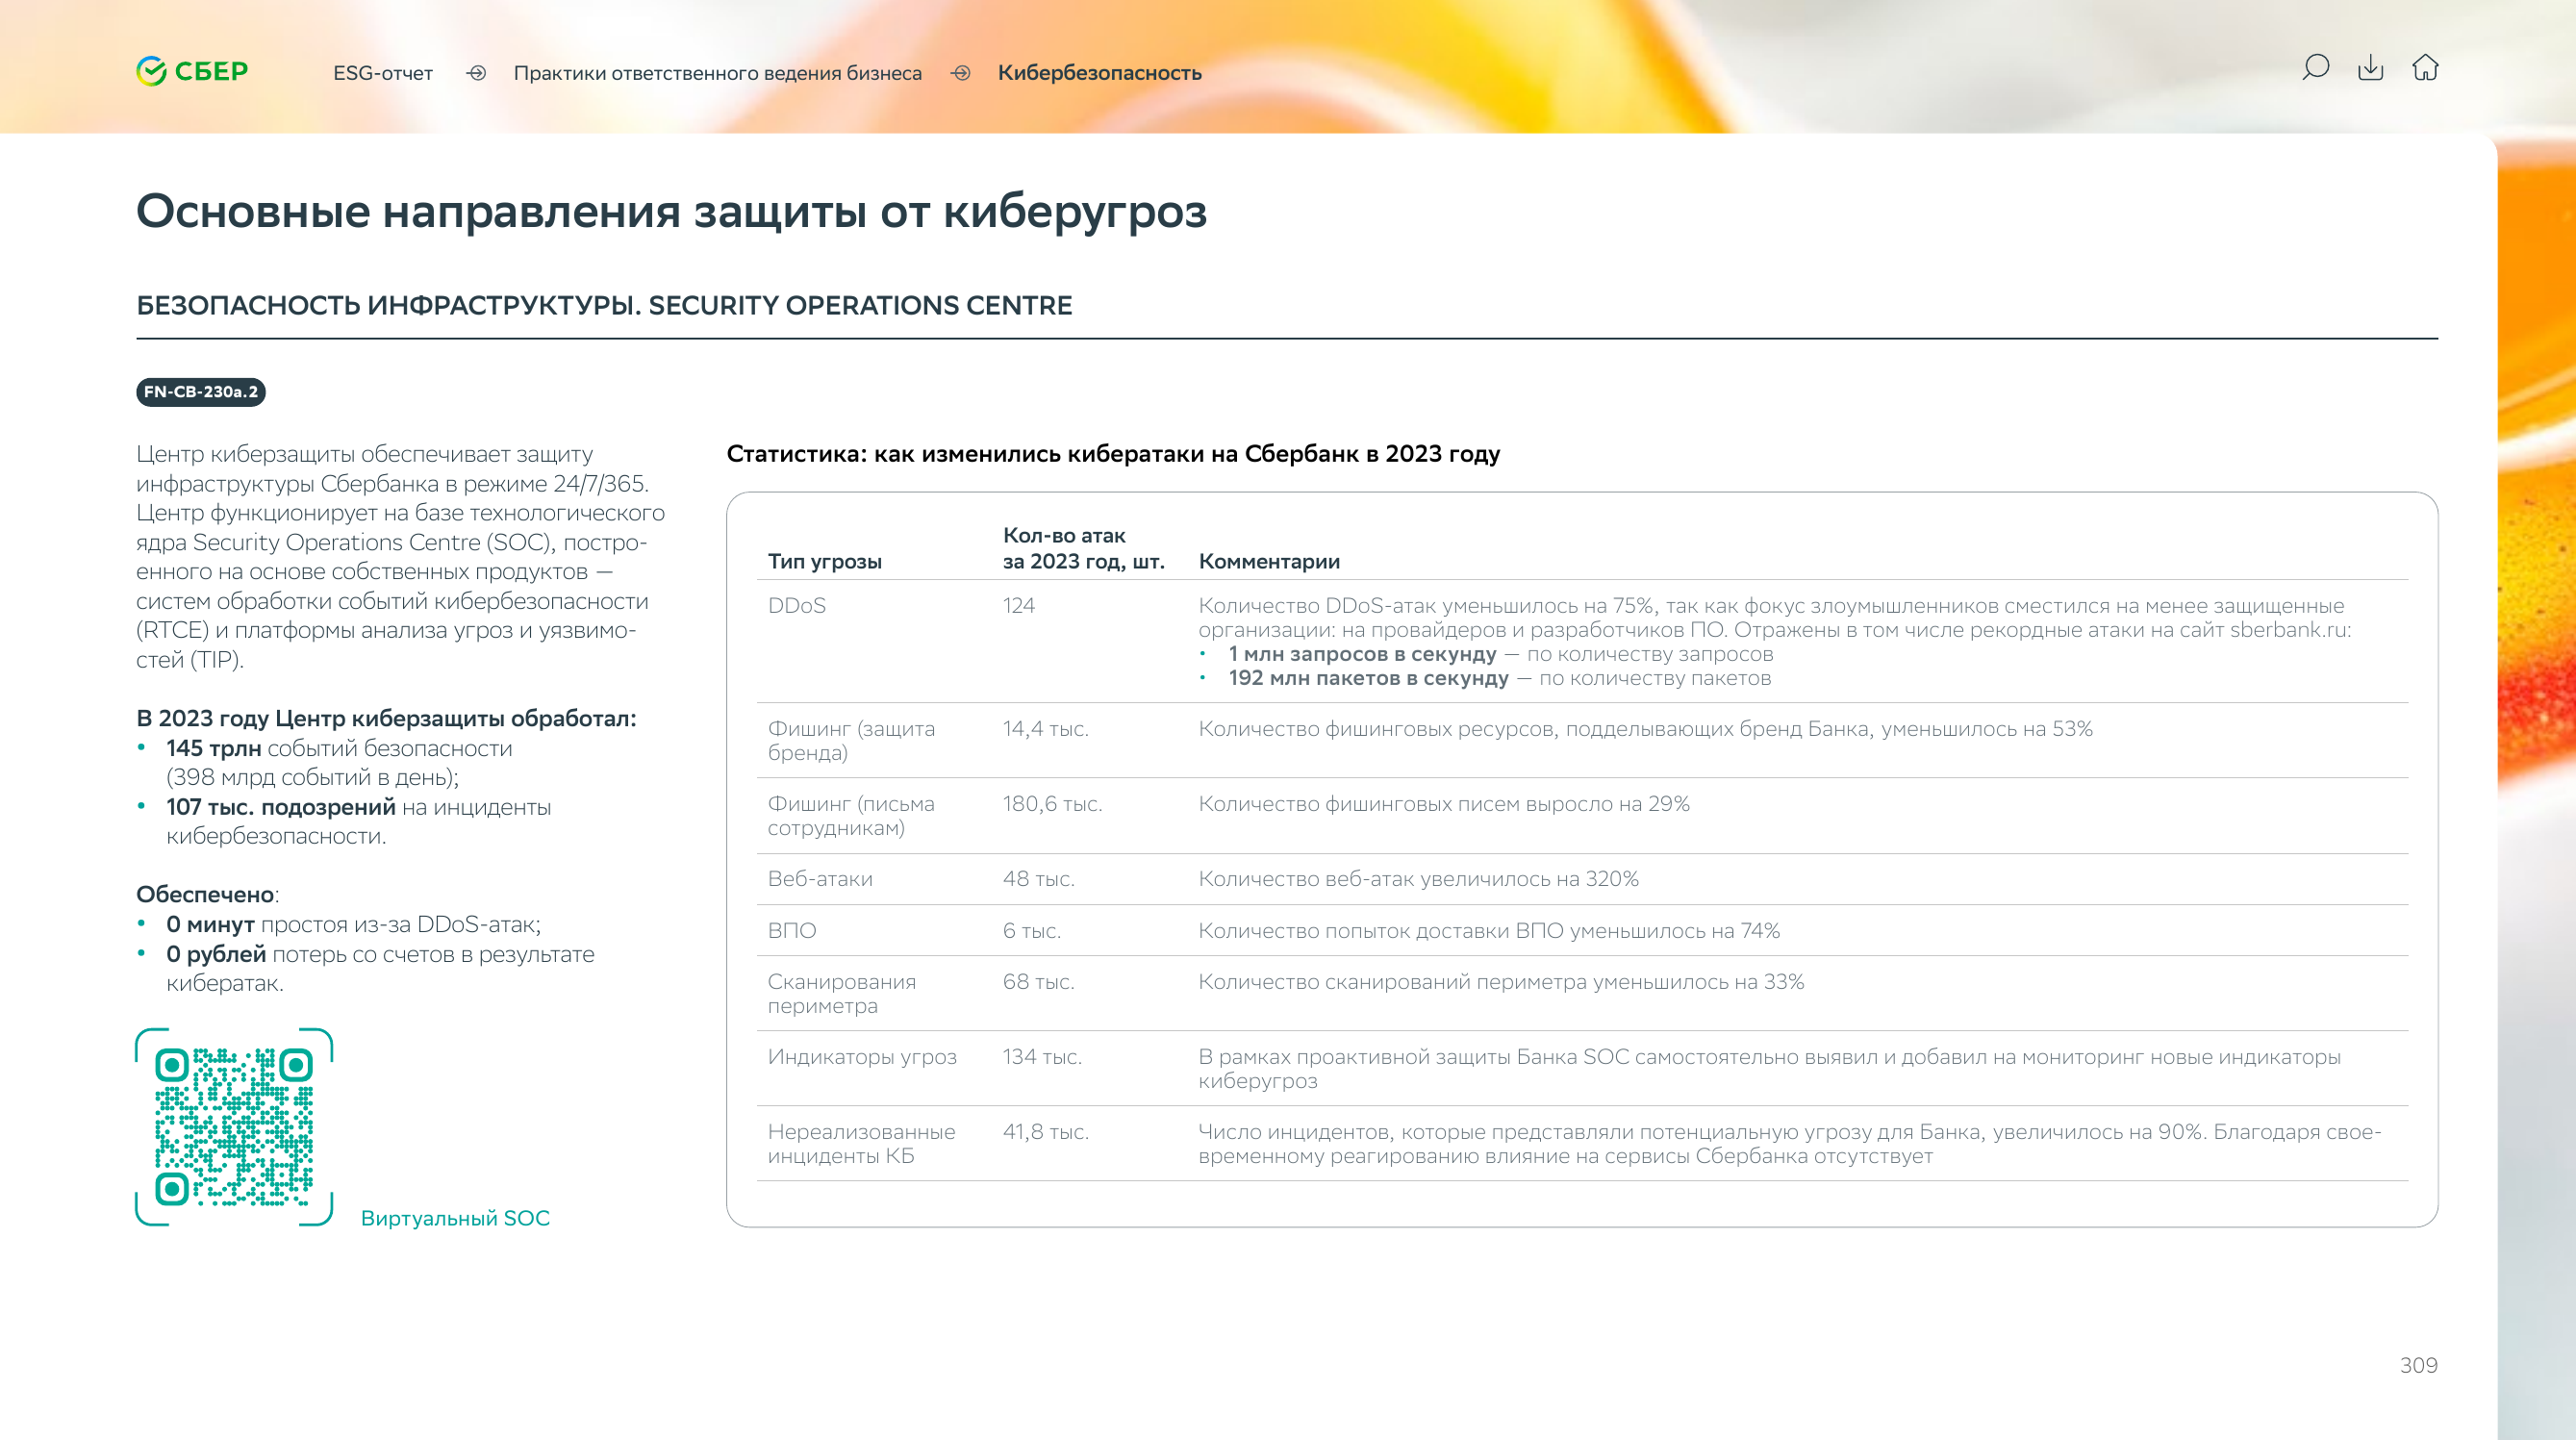 СБЕР
ESG-отчет
Практики ответственного ведения бизнеса
Кибербезопасность
Основные направления защиты от киберугроз
БЕЗОПАСНОСТЬ ИНФРАСТРУКТУРЫ. SECURITY OPERATIONS CENTRE
FN-CB-230a.2
Центр киберзащиты обеспечивает защиту
инфраструктуры Сбербанка в режиме 24/7/365.
Центр функционирует на базе технологического
ядра Security Operations Centre (SOC), постро-
енного на основе собственных продуктов —
систем обработки событий кибербезопасности
(RTCE) и платформы анализа угроз и уязвимо-
стей (TIP).
В 2023 году Центр киберзащиты обработал:
• 145 трлн событий безопасности
(398 млрд событий в день);
• 107 тыс. подозрений на инциденты
кибербезопасности.
Обеспечено:
• 0 минут простоя из-за DDoS-атак;
• 0 рублей потерь со счетов в результате
кибератак.
Виртуальный SOC
Статистика: как изменились кибератаки на Сбербанк в 2023 году
Тип угрозы
Кол-во атак
за 2023 год, шт.
Комментарии
DDoS
124
Количество DDoS-атак уменьшилось на 75%, так как фокус злоумышленников сместился на менее защищенные
организации: на провайдеров и разработчиков ПО. Отражены в том числе рекордные атаки на сайт sberbank.ru:
• 1 млн запросов в секунду — по количеству запросов
• 192 млн пакетов в секунду — по количеству пакетов
Фишинг (защита
бренда)
14,4 тыс.
Количество фишинговых ресурсов, подделывающих бренд Банка, уменьшилось на 53%
Фишинг (письма
сотрудникам)
180,6 тыс.
Количество фишинговых писем выросло на 29%
Веб-атаки
48 тыс.
Количество веб-атак увеличилось на 320%
ВПО
6 тыс.
Количество попыток доставки ВПО уменьшилось на 74%
Сканирования
периметра
68 тыс.
Количество сканирований периметра уменьшилось на 33%
Индикаторы угроз
134 тыс.
В рамках проактивной защиты Банка SOC самостоятельно выявил и добавил на мониторинг новые индикаторы
киберугроз
Нереализованные
инциденты КБ
41,8 тыс.
Число инцидентов, которые представляли потенциальную угрозу для Банка, увеличилось на 90%. Благодаря свое-
временному реагированию влияние на сервисы Сбербанка отсутствует
309